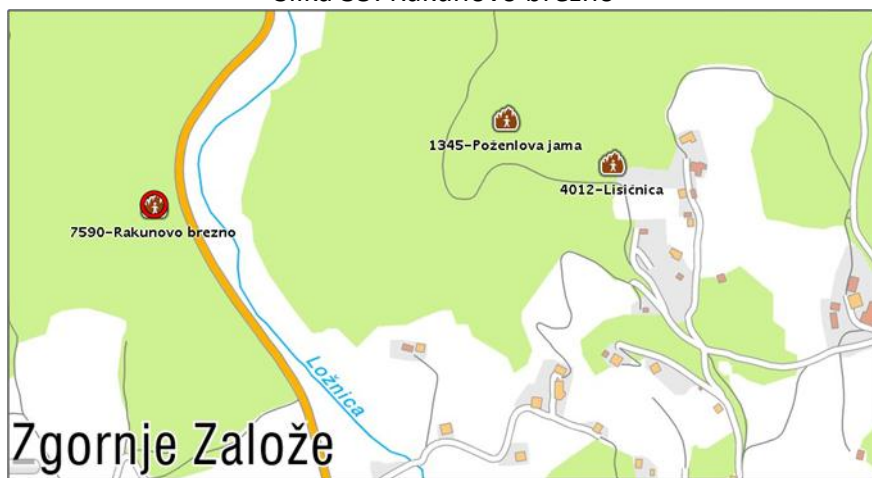 1345-Poženlova jama
4012-Lisičnica
7590-Rakunovo brezno
Ložnica
Zgornje Založe